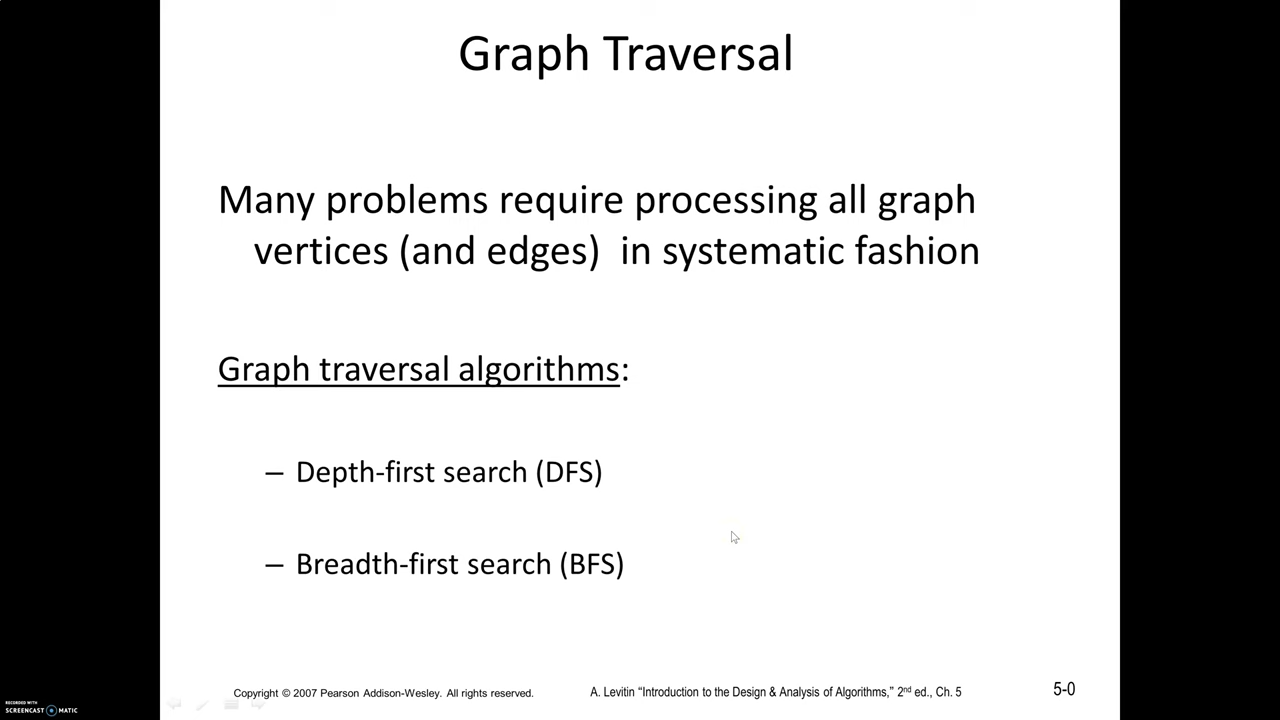 Graph Traversal
Many problems require processing all graph
vertices (and edges)  in systematic fashion
Graph traversal algorithms:
– Depth-first search (DFS)
– Breadth-first search (BFS)
Copyright © 2007 Pearson Addison-Wesley. All rights reserved.
A. Levitin “Introduction to the Design & Analysis of Algorithms,” 2nd ed., Ch. 5
5-0
RECORDED WITH
SCREENCAST MATIC